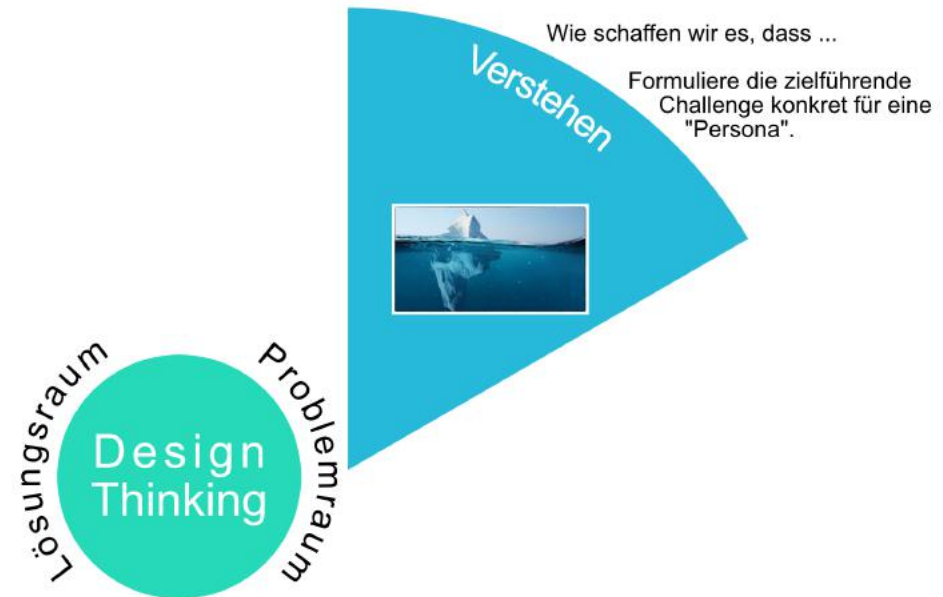 Wie schaffen wir es, dass ...
Verstehen
Formuliere die zielführende
Challenge konkret für eine
"Persona".
Lösungsraum
Problemraum
Design
Thinking